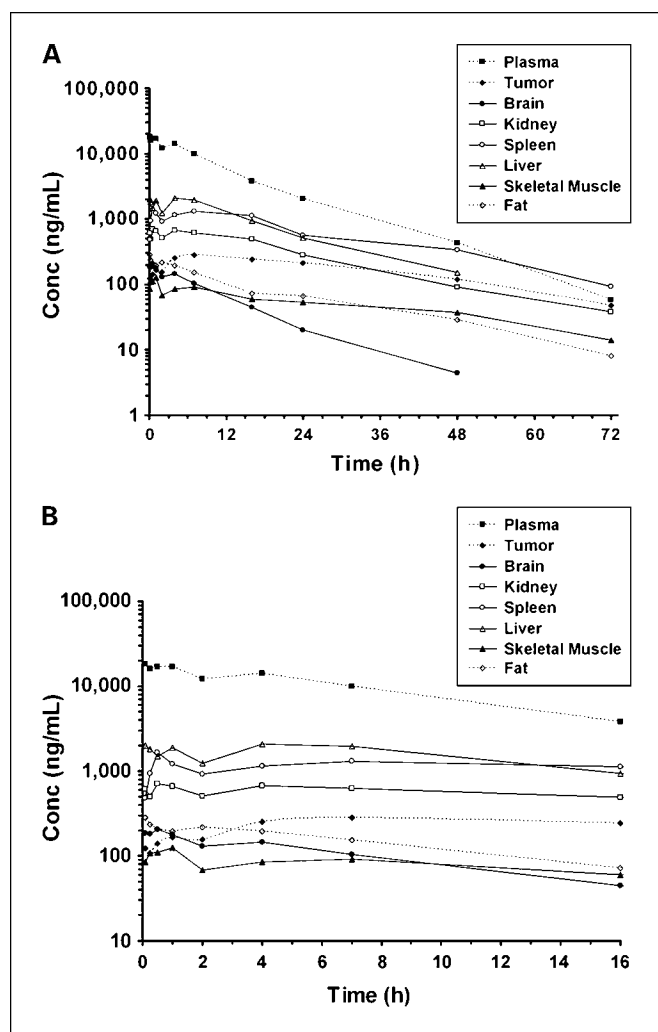 A
Plasma
Tumor
Brain
Kidney
Spleen
Liver
Skeletal Muscle
Fat
Conc (ng/mL)
100,000
10,000
1,000
100
10
1
0 12 24 36 48 60 72
Time (h)
B
Plasma
Tumor
Brain
Kidney
Spleen
Liver
Skeletal Muscle
Fat
Conc (ng/mL)
100,000
10,000
1,000
100
10
0 2 4 6 8 10 12 14 16
Time (h)